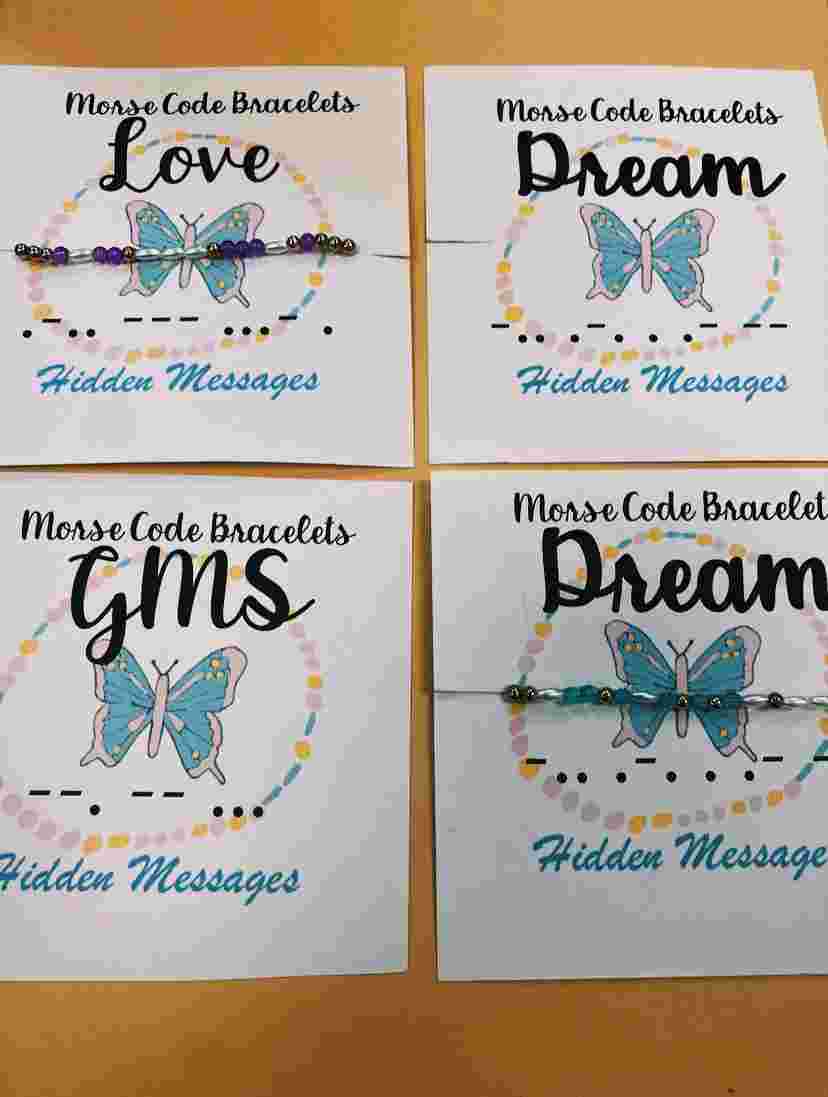 Morse Code Bracelets
Love
.-.. --- ...- .
Hidden Messages
Morse Code Bracelets
Dream
-.. .-. . .- --
Hidden Messages
Morse Code Bracelets
GMS
--. -- ...
Hidden Messages
Morse Code Bracelet
Dream
-.. .-. . .- -
Hidden Message